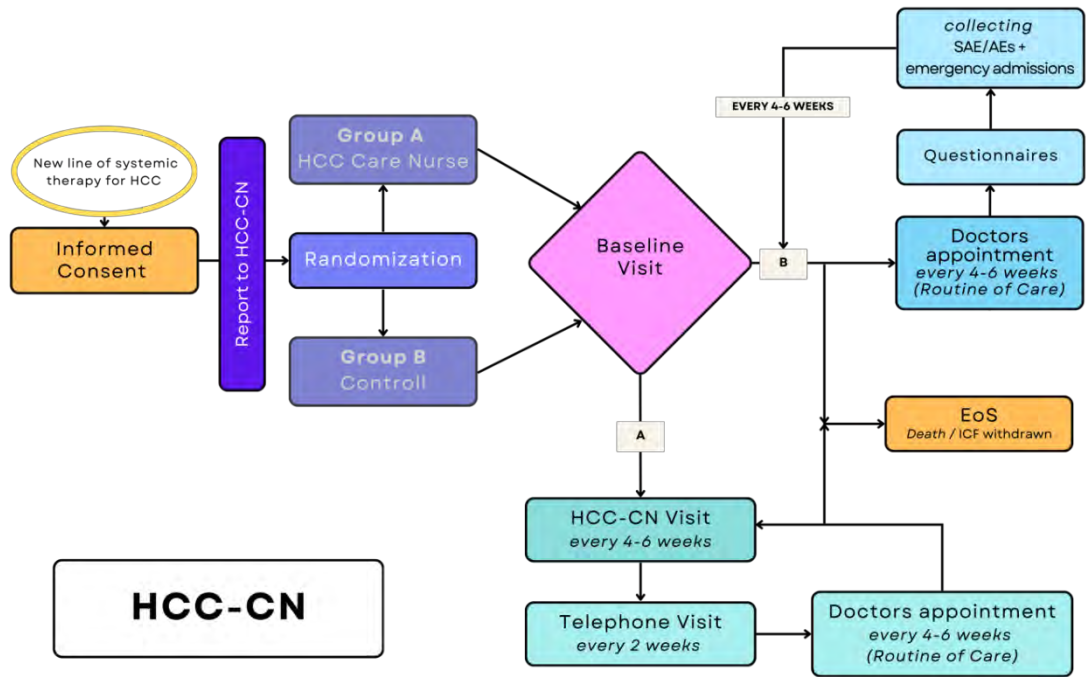 New line of systemic
therapy for HCC
Informed
Consent
Report to HCC-CN
Group A
HCC Care Nurse
Randomization
Group B
Controll
Baseline
Visit
EVERY 4-6 WEEKS
B
A
collecting
SAE/AEs +
emergency admissions
Questionnaires
Doctors
appointment
every 4-6 weeks
(Routine of Care)
EoS
Death / ICF withdrawn
HCC-CN Visit
every 4-6 weeks
Telephone Visit
every 2 weeks
Doctors appointment
every 4-6 weeks
(Routine of Care)
HCC-CN